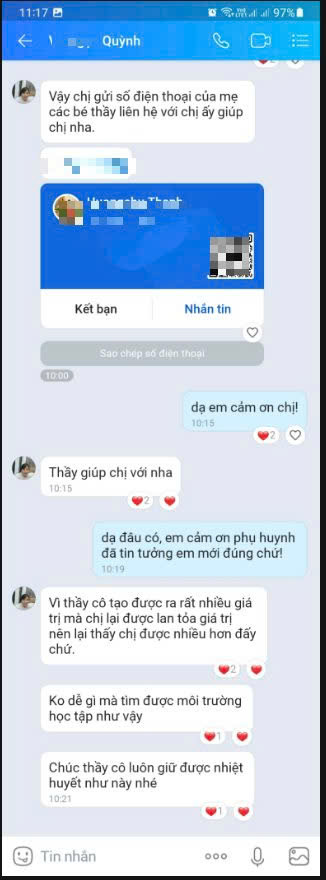 11:17
97%
Quỳnh
Vậy chị gửi số điện thoại của mẹ
các bé thầy liên hệ với chị ấy giúp
chị nha.
Kết bạn
Nhắn tin
Sao chép số điện thoại
10:00
dạ em cảm ơn chị!
10:15
2
Thầy giúp chị với nha
10:15
2
dạ đâu có, em cảm ơn phụ huynh
đã tin tưởng em mới đúng chứ!
10:19
Vì thầy cô tạo được ra rất nhiều giá
trị mà chị lại được lan tỏa giá trị
nên lại thấy chị được nhiều hơn đấy
chứ.
2
Ko dễ gì mà tìm được môi trường
học tập như vậy
1
Chúc thầy cô luôn giữ được nhiệt
huyết như này nhé
10:21
1
Tin nhắn